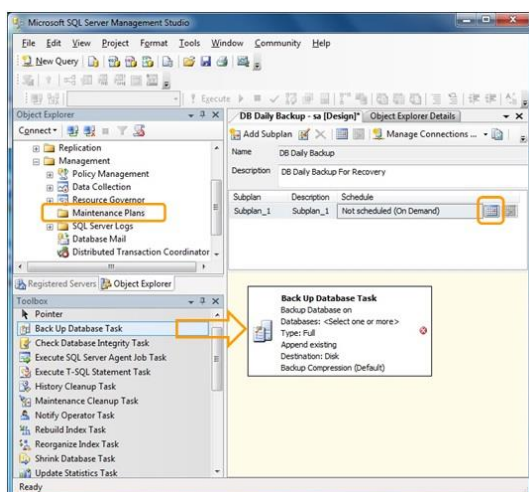 Microsoft SQL Server Management Studio
File Edit View Project Format Tools Window Community Help
New Query
Execute
Object Explorer
Connect
Replication
Management
Policy Management
Data Collection
Resource Governor
Maintenance Plans
SQL Server Logs
Database Mail
Distributed Transaction Coordinator
Registered Servers Object Explorer
Toolbox
Pointer
Back Up Database Task
Check Database Integrity Task
Execute SQL Server Agent Job Task
Execute T-SQL Statement Task
History Cleanup Task
Maintenance Cleanup Task
Notify Operator Task
Rebuild Index Task
Reorganize Index Task
Shrink Database Task
Update Statistics Task
DB Daily Backup - sa [Design]* Object Explorer Details
Add Subplan Manage Connections ...
Name DB Daily Backup
Description DB Daily Backup For Recovery
Subplan Description Schedule
Subplan_1 Subplan_1 Not scheduled (On Demand)
Back Up Database Task
Backup Database on
Databases: <Select one or more>
Type: Full
Append existing
Destination: Disk
Backup Compression (Default)
Ready